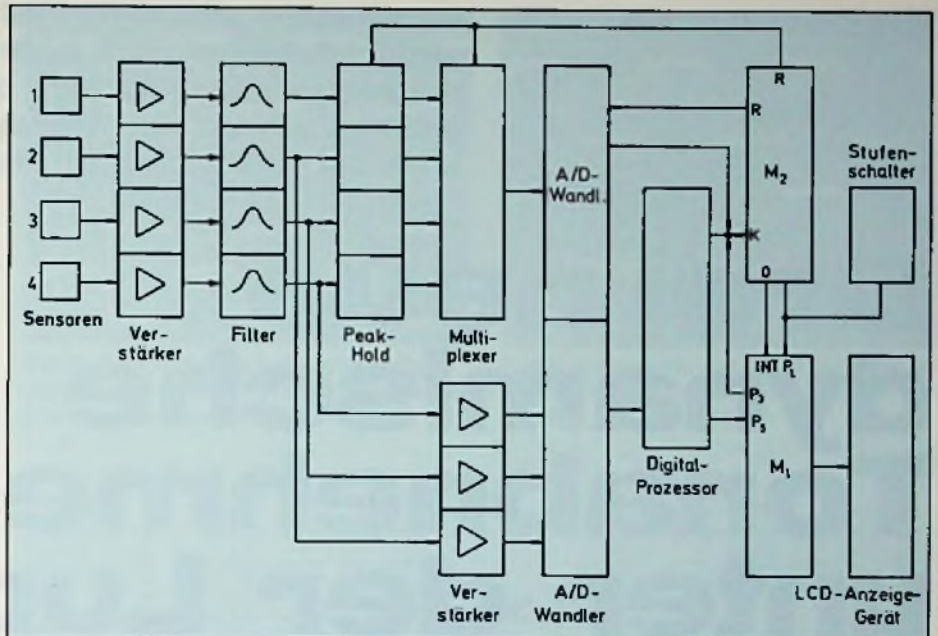 R
1
2
3
4
Sensoren
Ver-
stärker
Filter
Peak-
Hold
Multi-
plexer
A/D-
Wandl.
R
M2
K
0
Stufen-
schalter
INT PL
P3
P5
M1
Digital-
Prozessor
Ver-
stärker
A/D-
Wandler
LCD-Anzeige-
Gerät